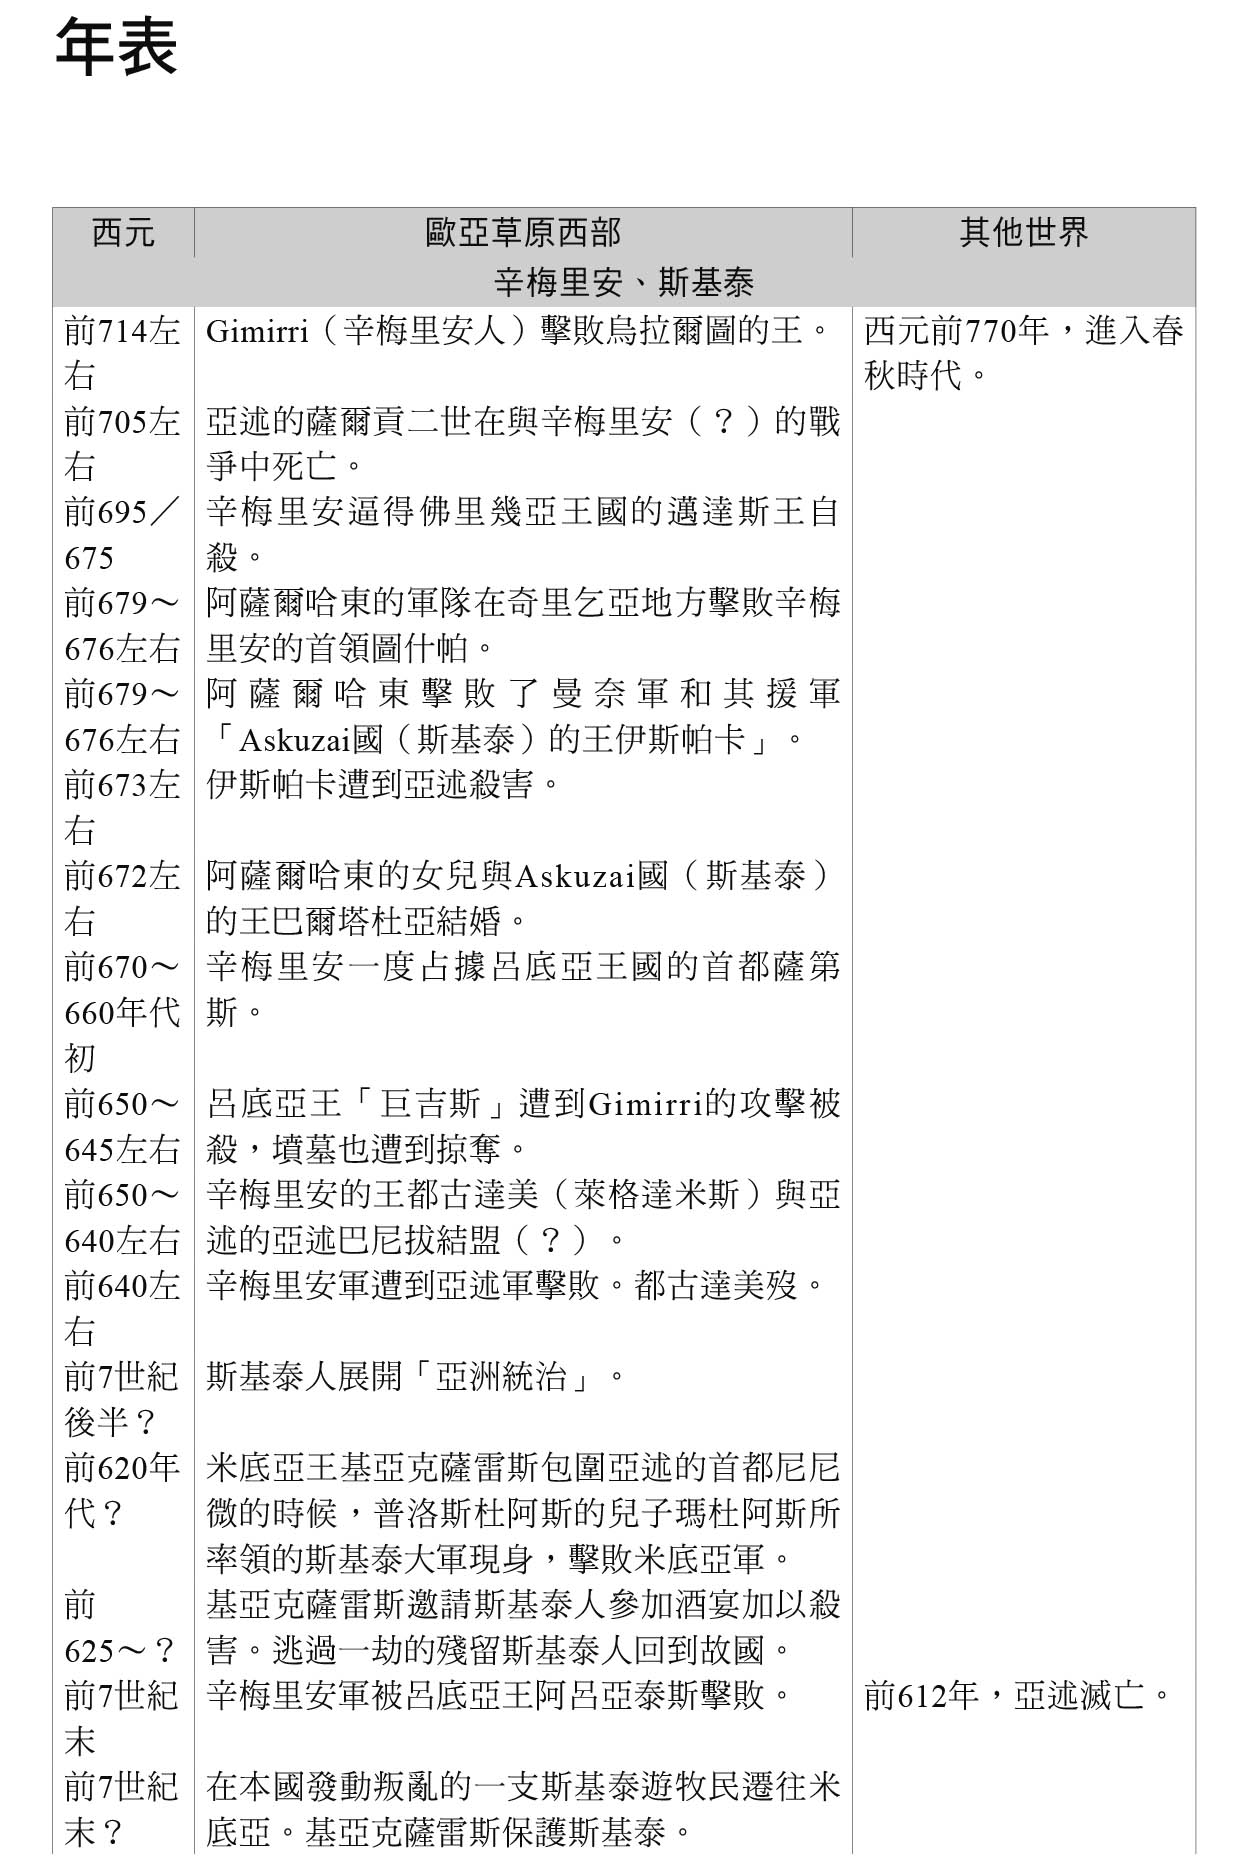 年表
西元 歐亞草原西部 其他世界
辛梅里安、斯基泰
前714左 Gimirri（辛梅里安人）擊敗烏拉爾圖的王。 西元前770年，進入春
右 秋時代。
前705左 亞述的薩爾貢二世在與辛梅里安（？）的戰
右 爭中死亡。
前695／ 辛梅里安逼得佛里幾亞王國的邁達斯王自
675 殺。
前679～ 阿薩爾哈東的軍隊在奇里乞亞地方擊敗辛梅
676左右 里安的首領圖什帕。
前679～ 阿薩爾哈東擊敗了曼奈軍和其援軍
676左右 「Askuzai國（斯基泰）的王伊斯帕卡」。
前673左 伊斯帕卡遭到亞述殺害。
右
前672左 阿薩爾哈東的女兒與Askuzai國（斯基泰）
右 的王巴爾塔杜亞結婚。
前670～ 辛梅里安一度占據呂底亞王國的首都薩第
660年代 斯。
初
前650～ 呂底亞王「巨吉斯」遭到Gimirri的攻擊被
645左右 殺，墳墓也遭到掠奪。
前650～ 辛梅里安的王都古達美（萊格達米斯）與亞
640左右 述的亞述巴尼拔結盟（？）。
前640左 辛梅里安軍遭到亞述軍擊敗。都古達美歿。
右
前7世紀 斯基泰人展開「亞洲統治」。
後半？
前620年 米底亞王基亞克薩雷斯包圍亞述的首都尼尼
代？ 微的時候，普洛斯杜阿斯的兒子瑪杜阿斯所
率領的斯基泰大軍現身，擊敗米底亞軍。
前 基亞克薩雷斯邀請斯基泰人參加酒宴加以殺
625～？ 害。逃過一劫的殘留斯基泰人回到故國。
前7世紀 辛梅里安軍被呂底亞王阿呂亞泰斯擊敗。 前612年，亞述滅亡。
末
前7世紀 在本國發動叛亂的一支斯基泰遊牧民遷往米
末？ 底亞。基亞克薩雷斯保護斯基泰。